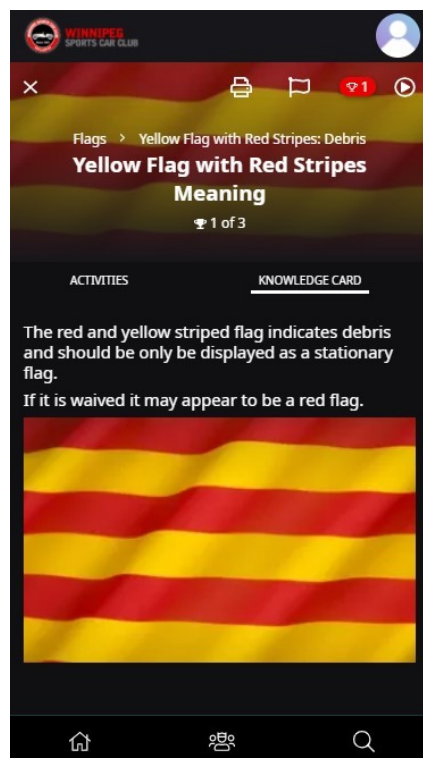 WINNIPEG
SPORTS CAR CLUB
1
Flags > Yellow Flag with Red Stripes: Debris
Yellow Flag with Red Stripes
Meaning
1 of 3
ACTIVITIES KNOWLEDGE CARD
The red and yellow striped flag indicates debris
and should be only be displayed as a stationary
flag.
If it is waived it may appear to be a red flag.